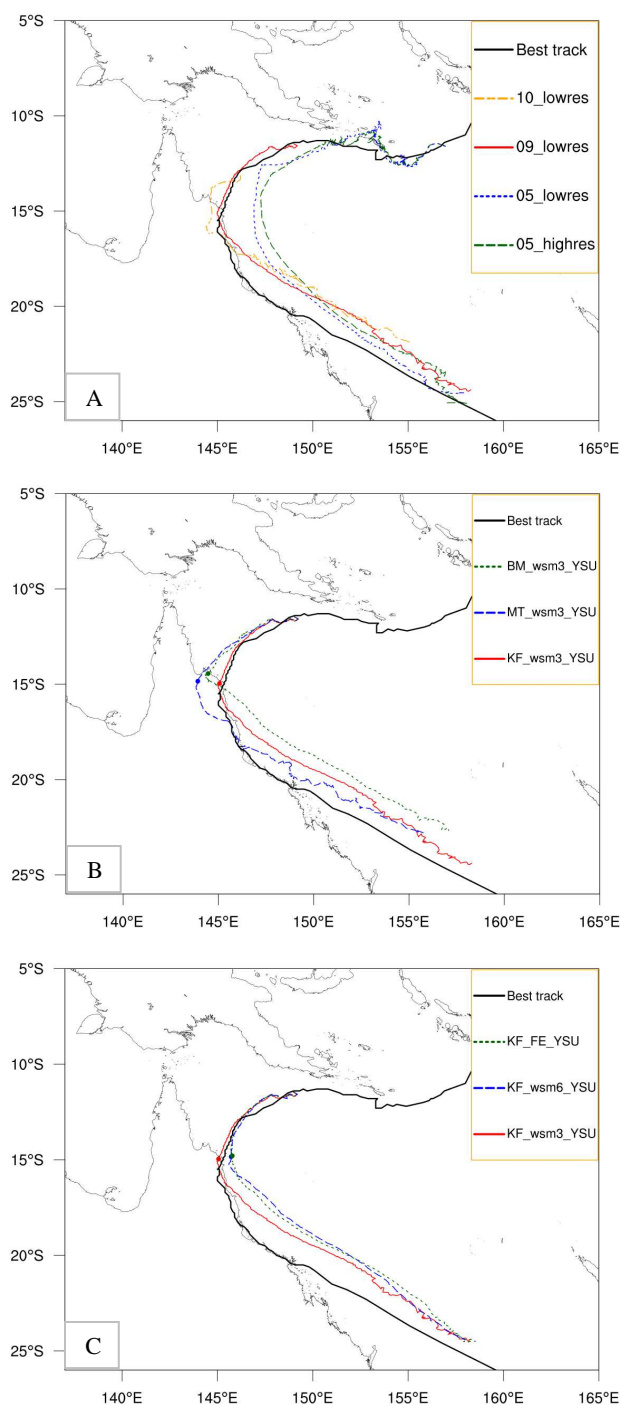 5°S
10°S
15°S
20°S
25°S
140°E
145°E
150°E
155°E
160°E
165°E
Best track
10_lowres
09_lowres
05_lowres
05_highres
A
5°S
10°S
15°S
20°S
25°S
140°E
145°E
150°E
155°E
160°E
165°E
Best track
BM_wsm3_YSU
MT_wsm3_YSU
KF_wsm3_YSU
B
5°S
10°S
15°S
20°S
25°S
140°E
145°E
150°E
155°E
160°E
165°E
Best track
KF_FE_YSU
KF_wsm6_YSU
KF_wsm3_YSU
C